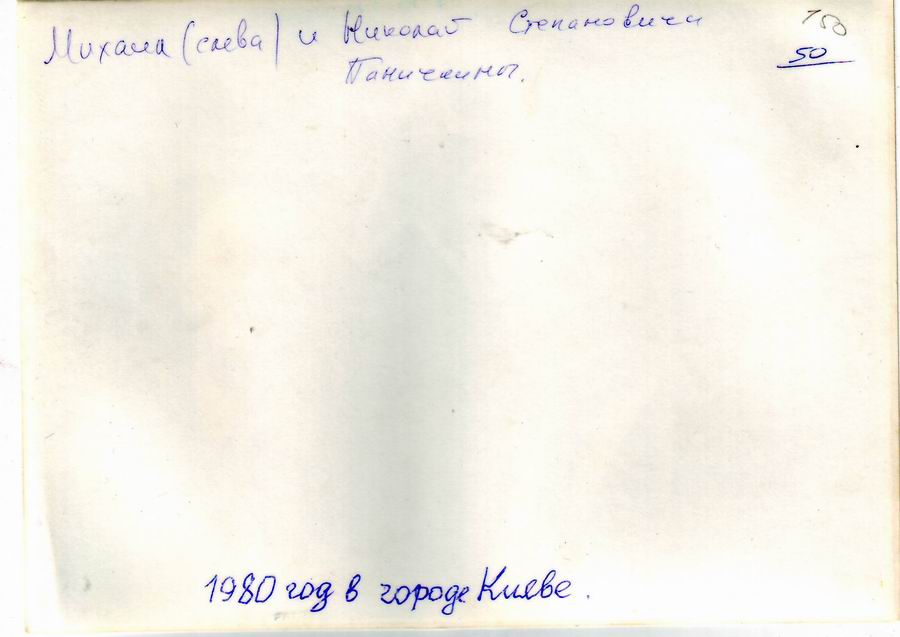 Михаил (слева) и Николай Степановичи
Паничкины.
150
50
1980 год в городе Киеве.